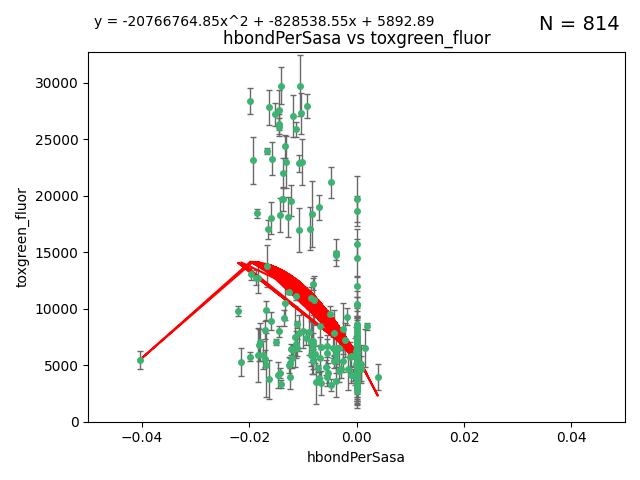 y = -20766764.85x^2 + -828538.55x + 5892.89
N = 814
hbondPerSasa vs toxgreen_fluor
30000
25000
20000
15000
10000
5000
0
toxgreen_fluor
−0.04
−0.02
0.00
0.02
0.04
hbondPerSasa